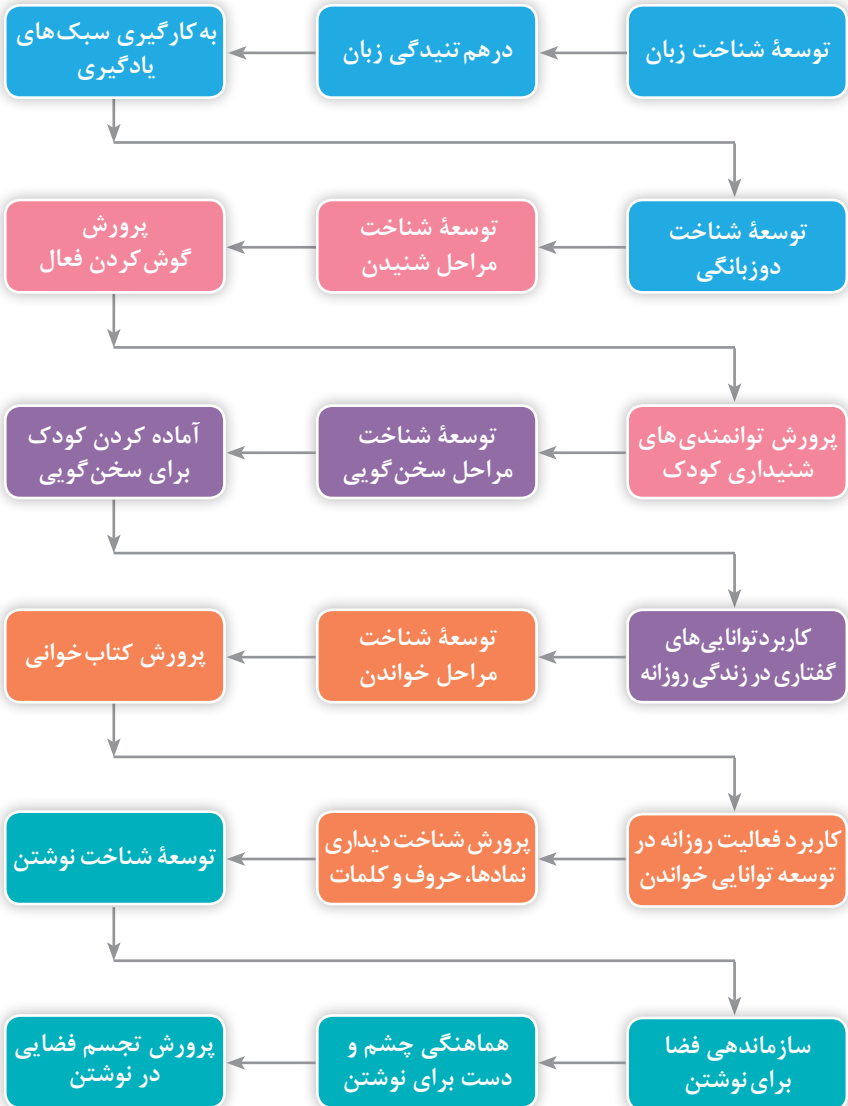 توسعهٔ شناخت زبان
درهم تنیدگی زبان
به‌کارگیری سبک‌های
یادگیری
توسعهٔ شناخت
دوزبانگی
توسعهٔ شناخت
مراحل شنیدن
پرورش
گوش‌کردن فعال
پرورش توانمندی‌های
شنیداری کودک
توسعهٔ شناخت
مراحل سخن‌گویی
آماده کردن کودک
برای سخن‌گویی
کاربرد توانایی‌های
گفتاری در زندگی روزانه
توسعهٔ شناخت
مراحل خواندن
پرورش کتاب‌خوانی
کاربرد فعالیت روزانه در
توسعه توانایی خواندن
پرورش شناخت دیداری
نمادها، حروف و کلمات
توسعهٔ شناخت نوشتن
سازماندهی فضا
برای نوشتن
هماهنگی چشم و
دست برای نوشتن
پرورش تجسم فضایی
در نوشتن